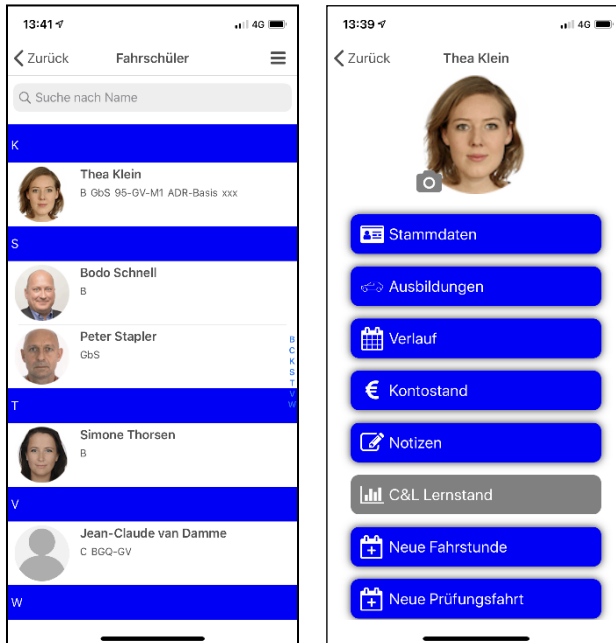 13:41
4G
Zurück
Fahrschüler
Suche nach Name
K
Thea Klein
B GbS 95-GV-M1 ADR-Basis xxx
S
Bodo Schnell
B
Peter Stapler
GbS
B
C
K
S
T
V
W
T
Simone Thorsen
B
V
Jean-Claude van Damme
C BGQ-GV
W
13:39
4G
Zurück
Thea Klein
Stammdaten
Ausbildungen
Verlauf
€ Kontostand
Notizen
C&L Lernstand
Neue Fahrstunde
Neue Prüfungsfahrt